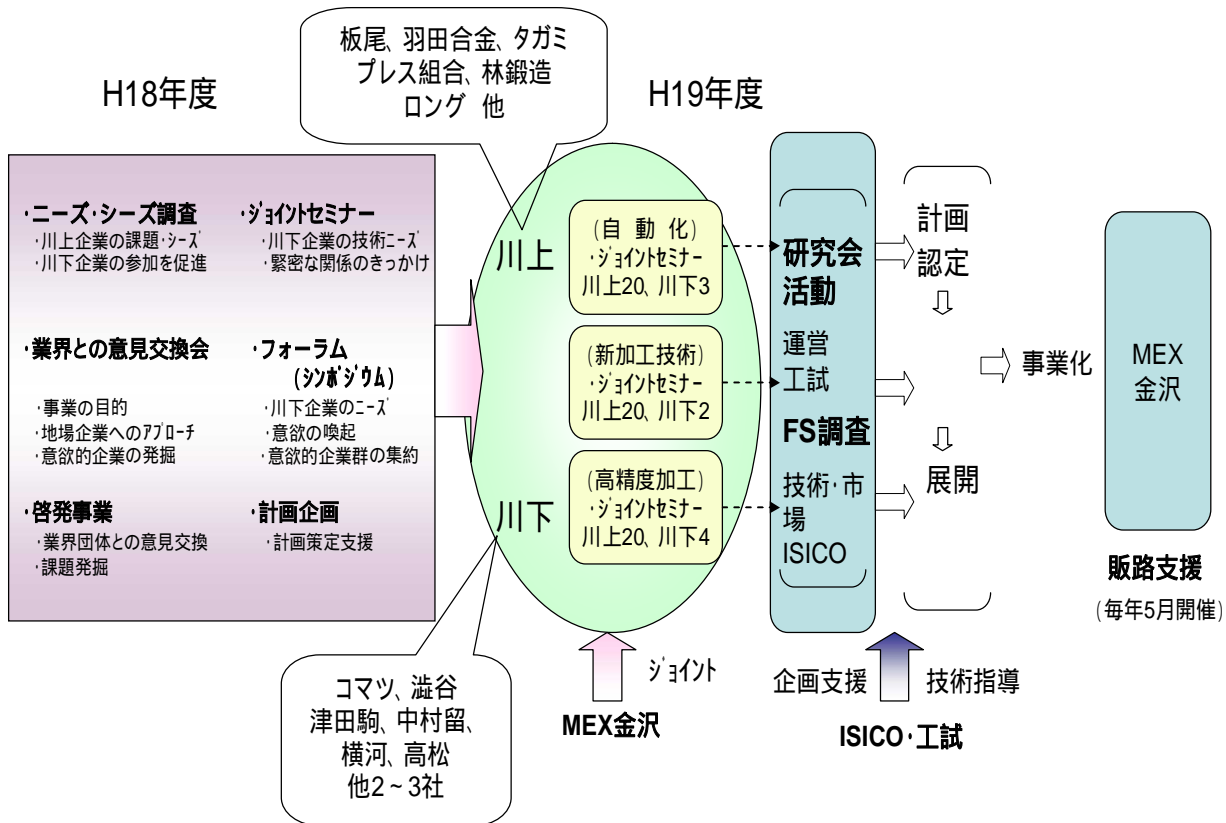 板尾、羽田合金、タガミ
プレス組合、林鍛造
ロング 他
H18年度
H19年度
･ニーズ･シーズ調査
･川上企業の課題･ｼｰｽﾞ
･川下企業の参加を促進
･ｼﾞｮｲﾝﾄセミナー
･川下企業の技術ﾆｰｽﾞ
･緊密な関係のきっかけ
･業界との意見交換会
･事業の目的
･地場企業へのｱﾌﾟﾛｰﾁ
･意欲的企業の発掘
･フォーラム
(ｼﾝﾎﾟｼﾞｳﾑ)
･川下企業のﾆｰｽﾞ
･意欲の喚起
･意欲的企業群の集約
･啓発事業
･業界団体との意見交換
･課題発掘
･計画企画
･計画策定支援
川上
(自 動 化)
･ｼﾞｮｲﾝﾄｾﾐﾅｰ
川上20、川下3
(新加工技術)
･ｼﾞｮｲﾝﾄｾﾐﾅｰ
川上20、川下2
川下
(高精度加工)
･ｼﾞｮｲﾝﾄｾﾐﾅｰ
川上20、川下4
研究会
活動
運営
工試
FS調査
技術･市
場
ISICO
計画
認定
展開
事業化
MEX
金沢
販路支援
(毎年5月開催)
コマツ、澁谷
津田駒、中村留、
横河、高松
他2～3社
ｼﾞｮｲﾝﾄ
MEX金沢
企画支援
技術指導
ISICO･工試